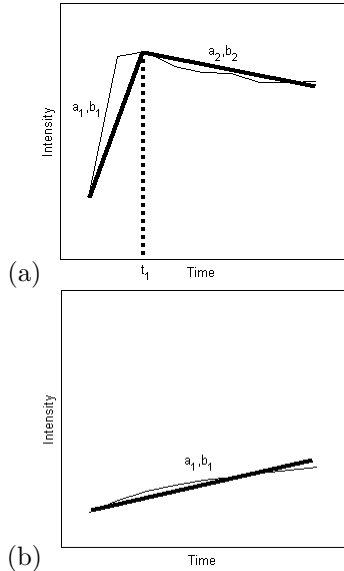 a2,b2
a1,b1
Intensity
t1
Time
(a)
a1,b1
Intensity
Time
(b)